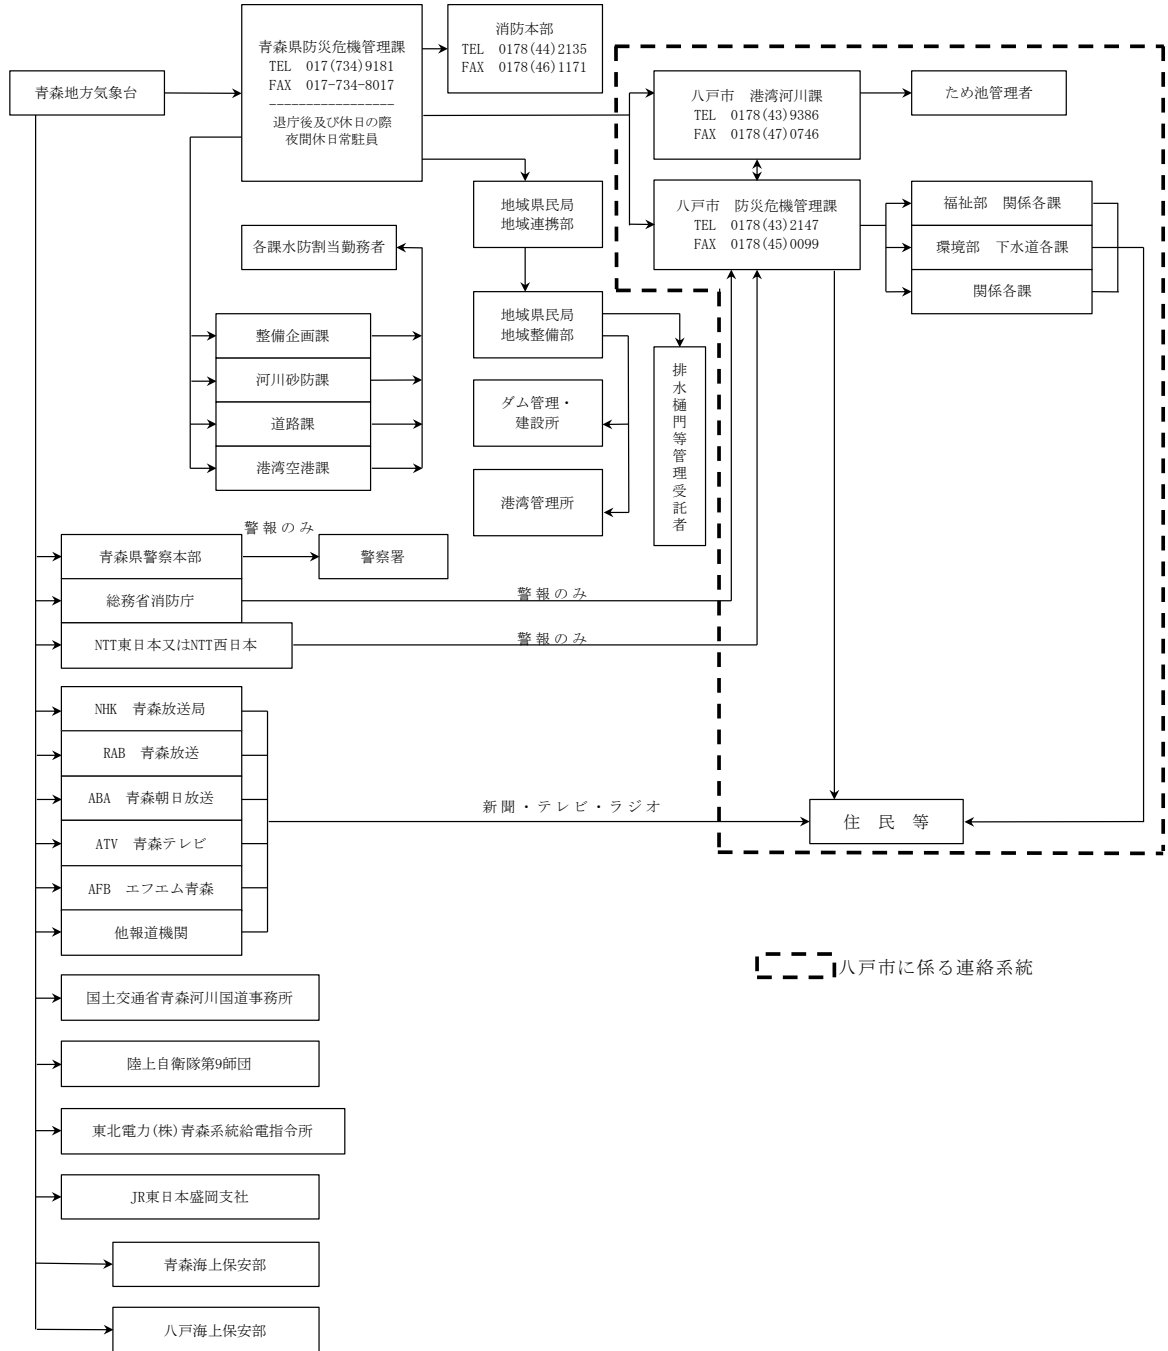 青森地方気象台
青森県防災危機管理課
TEL 017(734)9181
FAX 017-734-8017
-----------------
退庁後及び休日の際
夜間休日常駐員
消防本部
TEL 0178(44)2135
FAX 0178(46)1171
八戸市 港湾河川課
TEL 0178(43)9386
FAX 0178(47)0746
ため池管理者
八戸市 防災危機管理課
TEL 0178(43)2147
FAX 0178(45)0099
福祉部 関係各課
環境部 下水道各課
関係各課
地域県民局
地域連携部
各課水防割当勤務者
地域県民局
地域整備部
整備企画課
河川砂防課
道路課
港湾空港課
ダム管理・
建設所
港湾管理所
排水樋門等管理受託者
警報のみ
青森県警察本部
警察署
総務省消防庁
警報のみ
NTT東日本又はNTT西日本
警報のみ
NHK 青森放送局
RAB 青森放送
ABA 青森朝日放送
ATV 青森テレビ
AFB エフエム青森
他報道機関
新聞・テレビ・ラジオ
住民等
八戸市に係る連絡系統
国土交通省青森河川国道事務所
陸上自衛隊第9師団
東北電力(株)青森系統給電指令所
JR東日本盛岡支社
青森海上保安部
八戸海上保安部